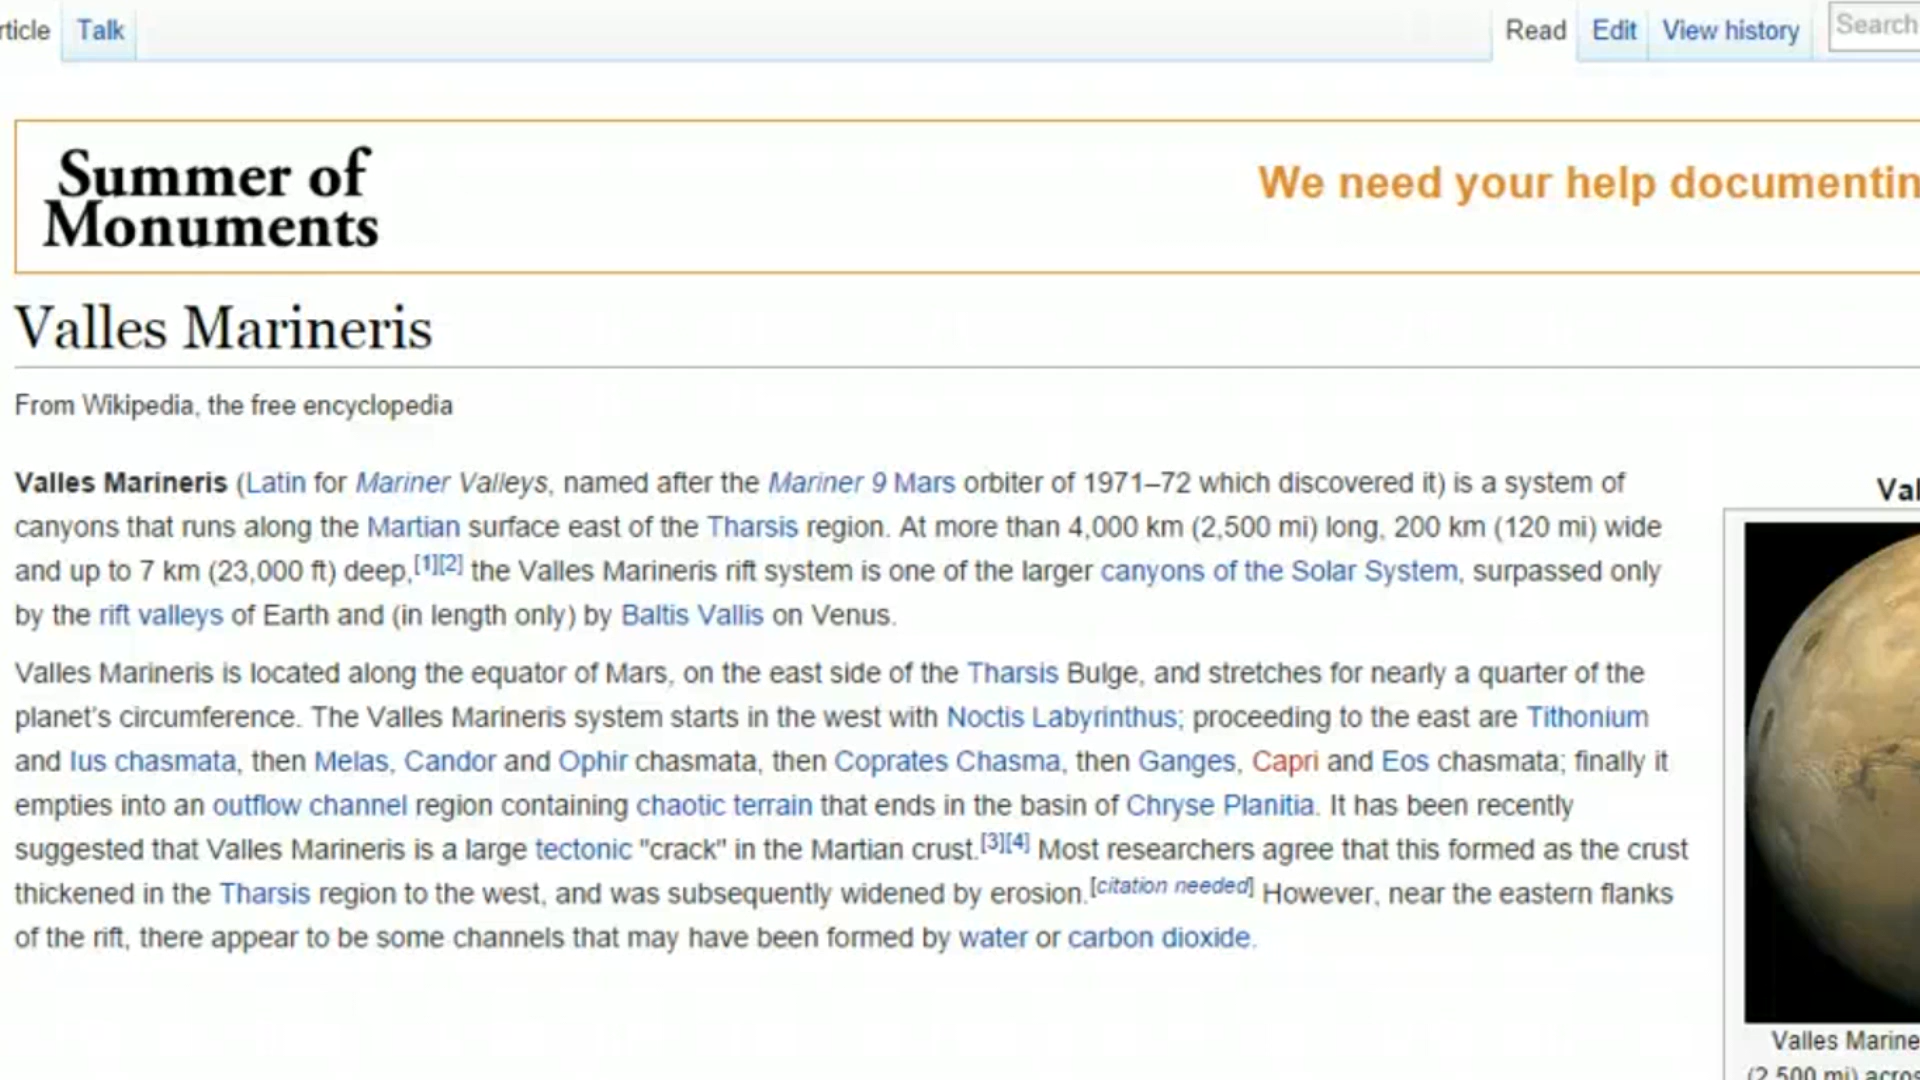 rticle Talk Read Edit View history Search
Summer of
Monuments
We need your help documentin
Valles Marineris
From Wikipedia, the free encyclopedia
Valles Marineris (Latin for Mariner Valleys, named after the Mariner 9 Mars orbiter of 1971–72 which discovered it) is a system of
canyons that runs along the Martian surface east of the Tharsis region. At more than 4,000 km (2,500 mi) long, 200 km (120 mi) wide
and up to 7 km (23,000 ft) deep,[1][2] the Valles Marineris rift system is one of the larger canyons of the Solar System, surpassed only
by the rift valleys of Earth and (in length only) by Baltis Vallis on Venus.
Valles Marineris is located along the equator of Mars, on the east side of the Tharsis Bulge, and stretches for nearly a quarter of the
planet's circumference. The Valles Marineris system starts in the west with Noctis Labyrinthus; proceeding to the east are Tithonium
and Ius chasmata, then Melas, Candor and Ophir chasmata, then Coprates Chasma, then Ganges, Capri and Eos chasmata; finally it
empties into an outflow channel region containing chaotic terrain that ends in the basin of Chryse Planitia. It has been recently
suggested that Valles Marineris is a large tectonic "crack" in the Martian crust.[3][4] Most researchers agree that this formed as the crust
thickened in the Tharsis region to the west, and was subsequently widened by erosion.[citation needed] However, near the eastern flanks
of the rift, there appear to be some channels that may have been formed by water or carbon dioxide.
Val
Valles Marine
(2,500 mi) acros